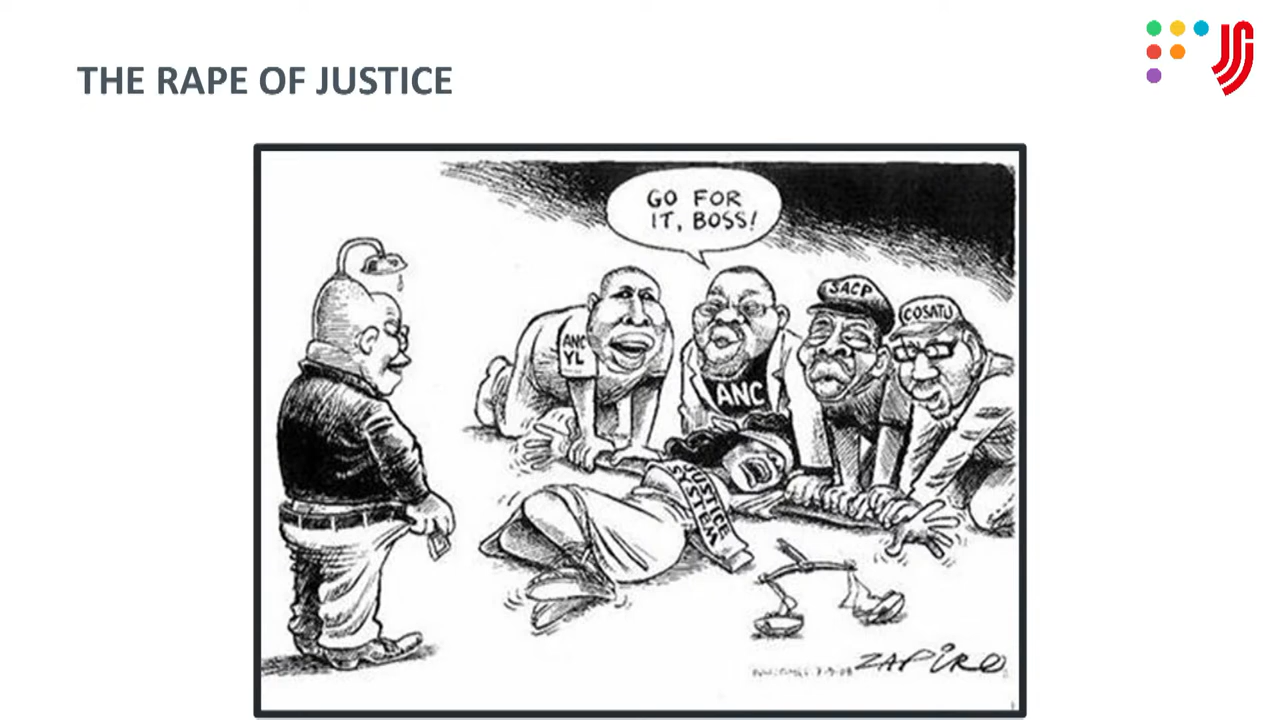 THE RAPE OF JUSTICE
GO FOR
IT, BOSS!
SACP
COSATU
ANC
YL
ANC
JUSTICE
SYSTEM
ZAPIRO